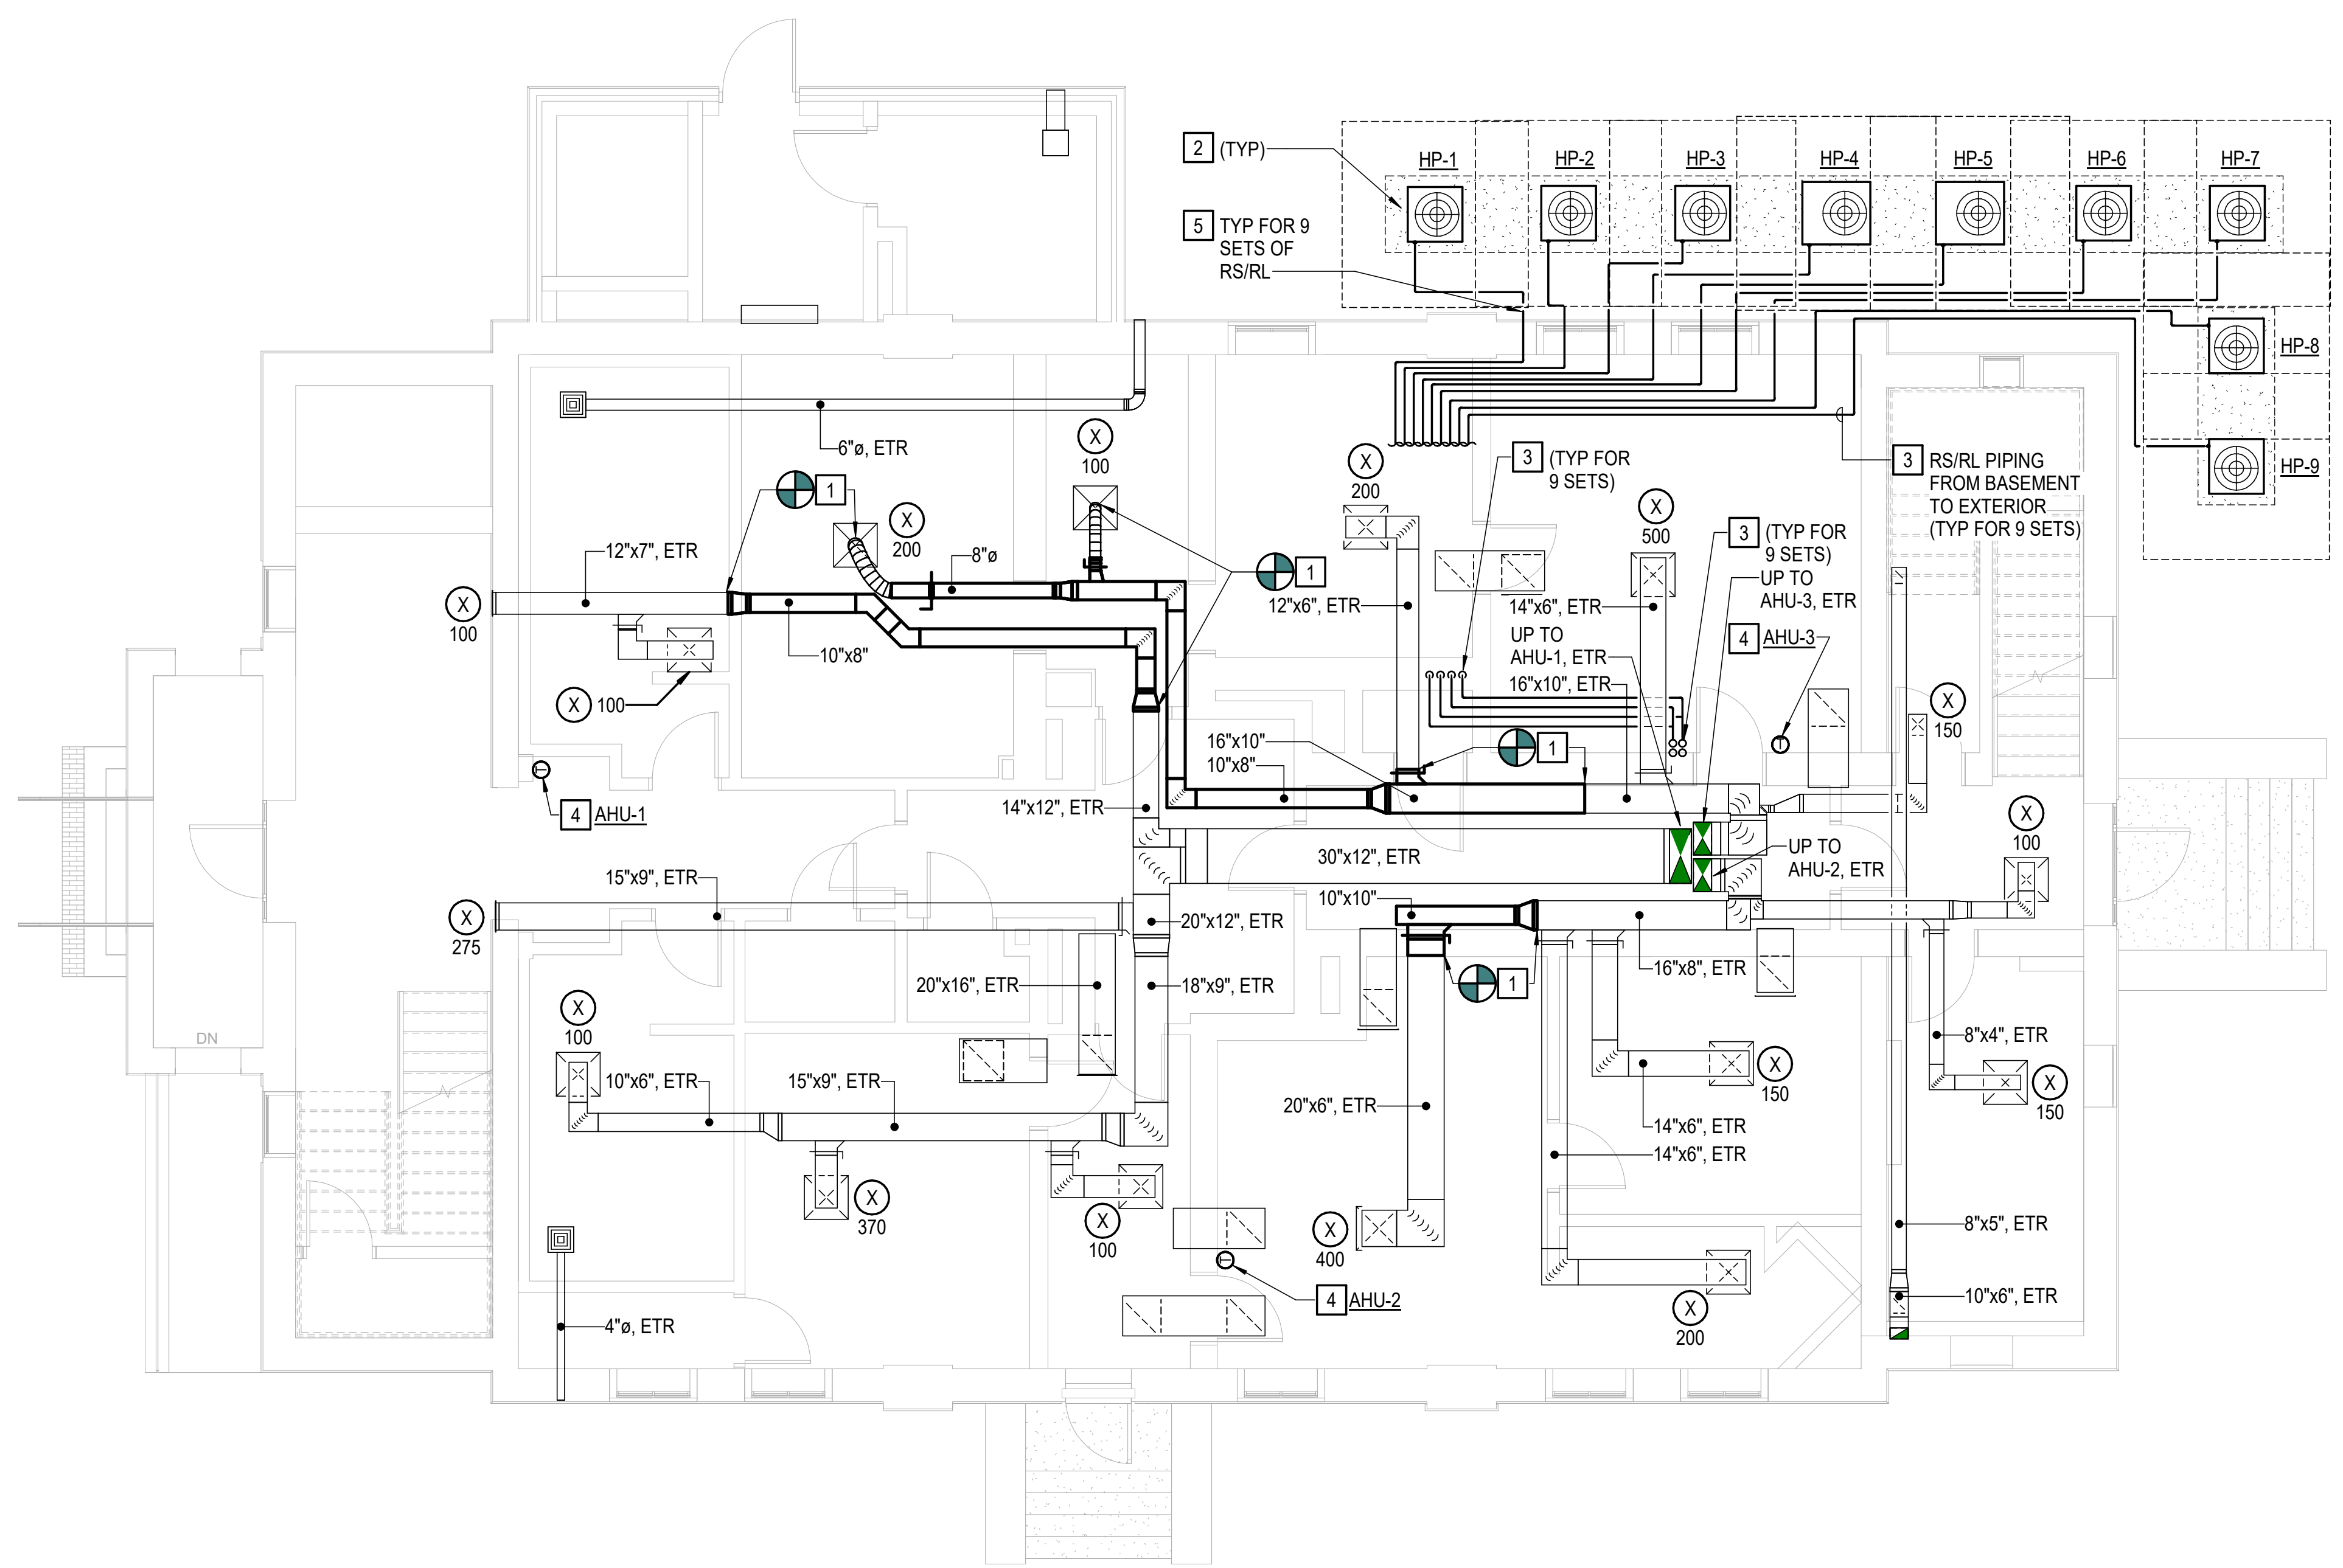 HP-1
HP-2
HP-3
HP-4
HP-5
HP-6
HP-7
2 (TYP)
5 TYP FOR 9
SETS OF
RS/RL
HP-8
HP-9
6"ø, ETR
X
100
X
200
3 (TYP FOR
9 SETS)
3 RS/RL PIPING
FROM BASEMENT
TO EXTERIOR
(TYP FOR 9 SETS)
1
X
200
X
500
3 (TYP FOR
9 SETS)
12"x7", ETR
8"ø
1
UP TO
AHU-3, ETR
X
100
12"x6", ETR
14"x6", ETR
UP TO
AHU-1, ETR
4 AHU-3
10"x8"
16"x10", ETR
X 100
X
150
16"x10"
10"x8"
1
14"x12", ETR
4 AHU-1
X
100
30"x12", ETR
UP TO
AHU-2, ETR
15"x9", ETR
10"x10"
X
275
20"x12", ETR
16"x8", ETR
20"x16", ETR
18"x9", ETR
1
X
100
DN
8"x4", ETR
10"x6", ETR
15"x9", ETR
X
150
X
150
20"x6", ETR
14"x6", ETR
14"x6", ETR
X
370
X
100
X
400
8"x5", ETR
4 AHU-2
10"x6", ETR
X
200
4"ø, ETR